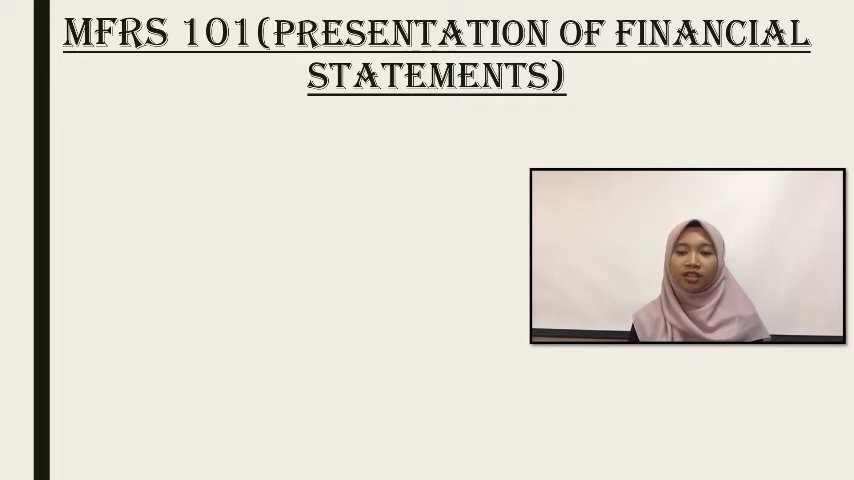 MFRS 101(PRESENTATION OF FINANCIAL
STATEMENTS)